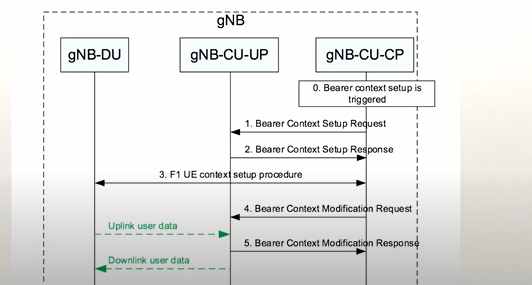 gNB
gNB-DU
gNB-CU-UP
gNB-CU-CP
0. Bearer context setup is
triggered
1. Bearer Context Setup Request
2. Bearer Context Setup Response
3. F1 UE context setup procedure
4. Bearer Context Modification Request
Uplink user data
5. Bearer Context Modification Response
Downlink user data